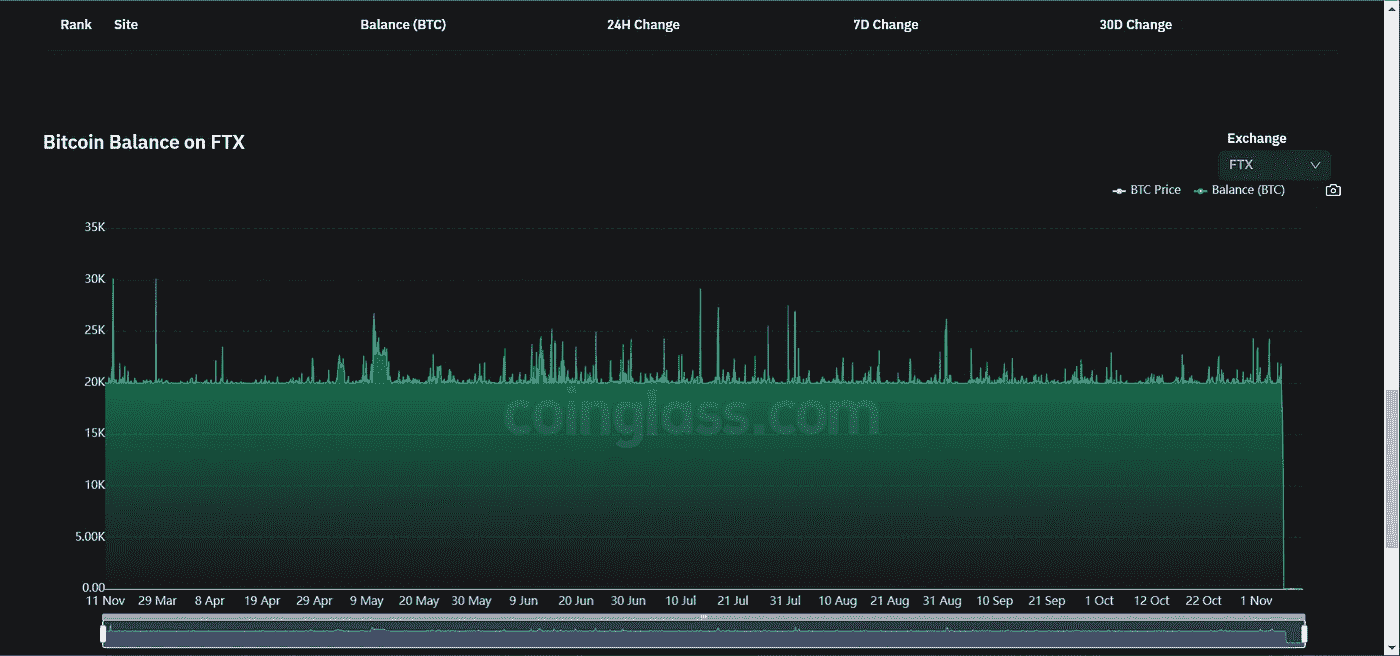 Rank Site Balance (BTC) 24H Change 7D Change 30D Change
Bitcoin Balance on FTX
Exchange
FTX
BTC Price Balance (BTC)
35K
30K
25K
20K
15K
10K
5.00K
0.00
coinglass.com
11 Nov 29 Mar 8 Apr 19 Apr 29 Apr 9 May 20 May 30 May 9 Jun 20 Jun 30 Jun 10 Jul 21 Jul 31 Jul 10 Aug 21 Aug 31 Aug 10 Sep 21 Sep 1 Oct 12 Oct 22 Oct 1 Nov